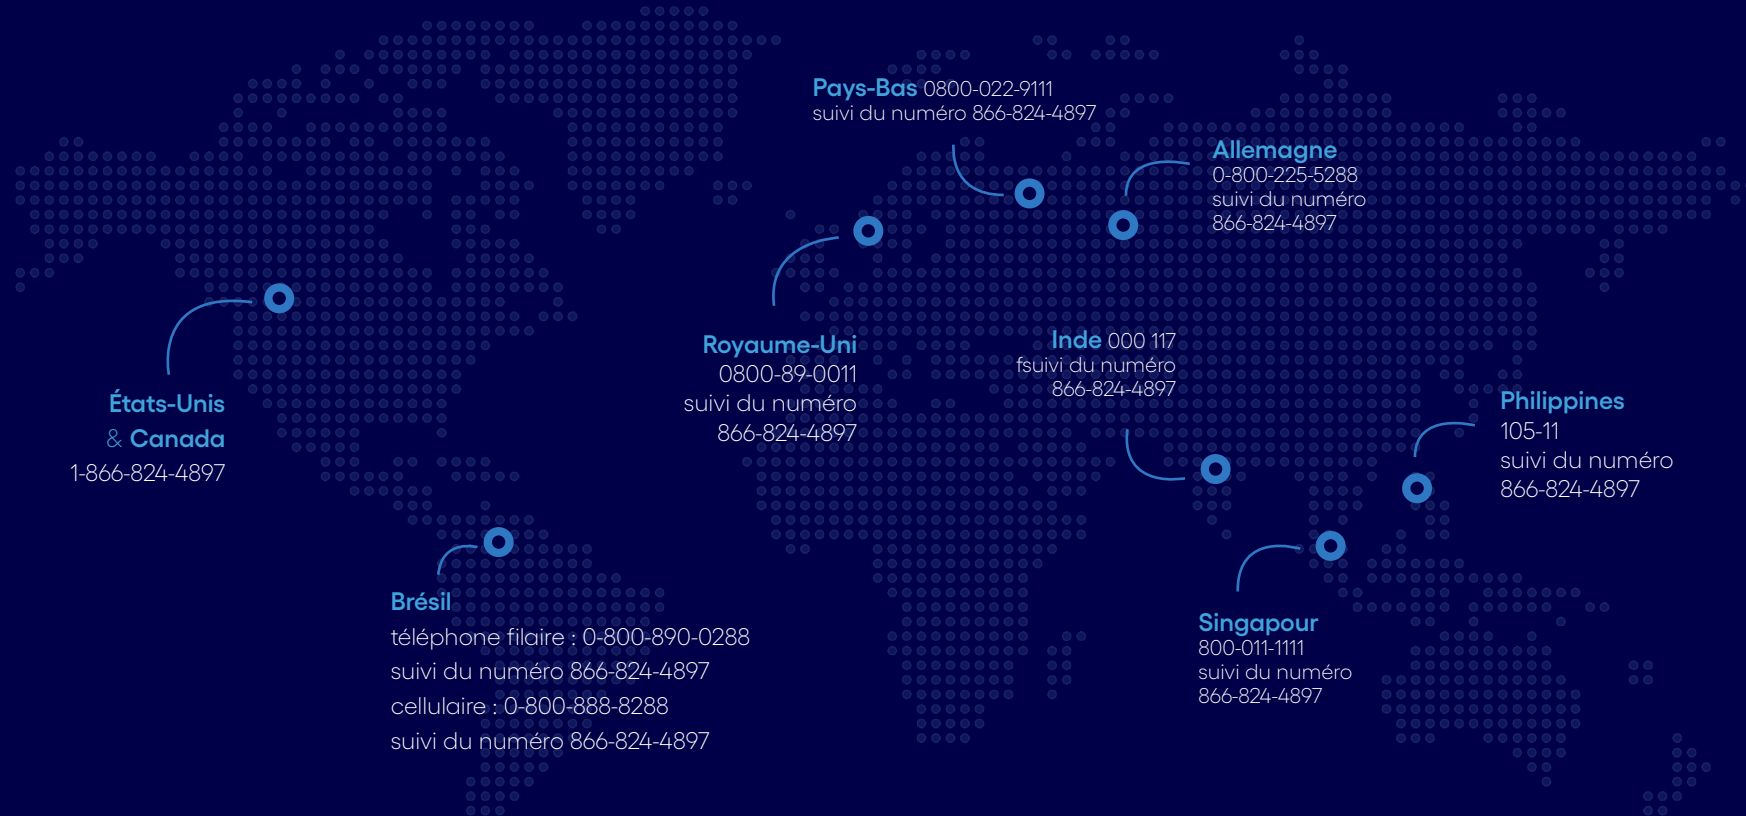 Pays-Bas 0800-022-9111
suivi du numéro 866-824-4897
Allemagne
0-800-225-5288
suivi du numéro
866-824-4897
Royaume-Uni
0800-89-0011
suivi du numéro
866-824-4897
Inde 000 117
fsuivi du numéro
866-824-4897
États-Unis
& Canada
1-866-824-4897
Philippines
105-11
suivi du numéro
866-824-4897
Brésil
téléphone filaire : 0-800-890-0288
suivi du numéro 866-824-4897
cellulaire : 0-800-888-8288
suivi du numéro 866-824-4897
Singapour
800-011-1111
suivi du numéro
866-824-4897